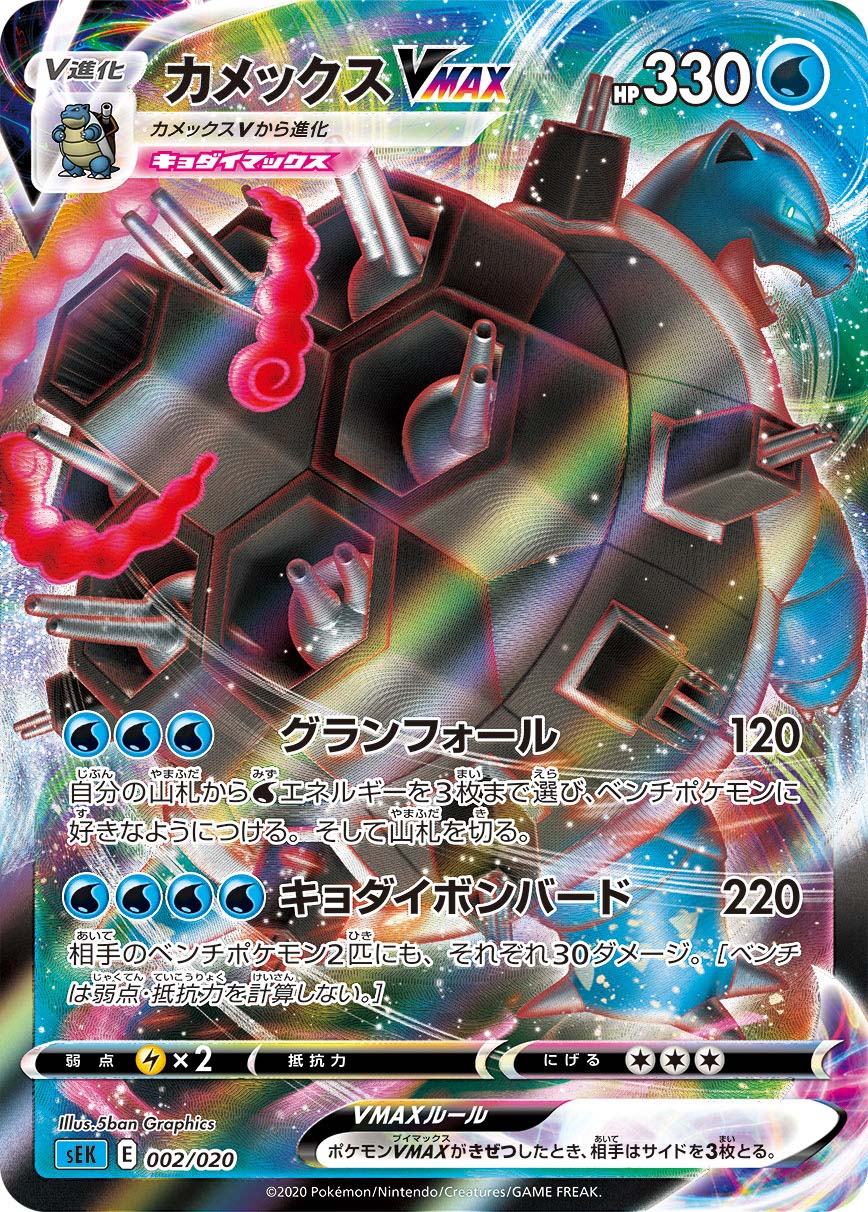 V進化
カメックスVMAX
HP330
カメックスVから進化
キョダイマックス
グランフォール 120
自分の山札からエネルギーを3枚まで選び、ベンチポケモンに
好きなようにつける。そして山札を切る。
キョダイボンバード 220
相手のベンチポケモン2匹にも、それぞれ30ダメージ。[ベンチ
は弱点・抵抗力を計算しない。]
弱点 ×2 抵抗力 にげる
Illus.5ban Graphics
sEK E 002/020
VMAXルール
ポケモンVMAXがきぜつしたとき、相手はサイドを3枚とる。
©2020 Pokémon/Nintendo/Creatures/GAME FREAK.